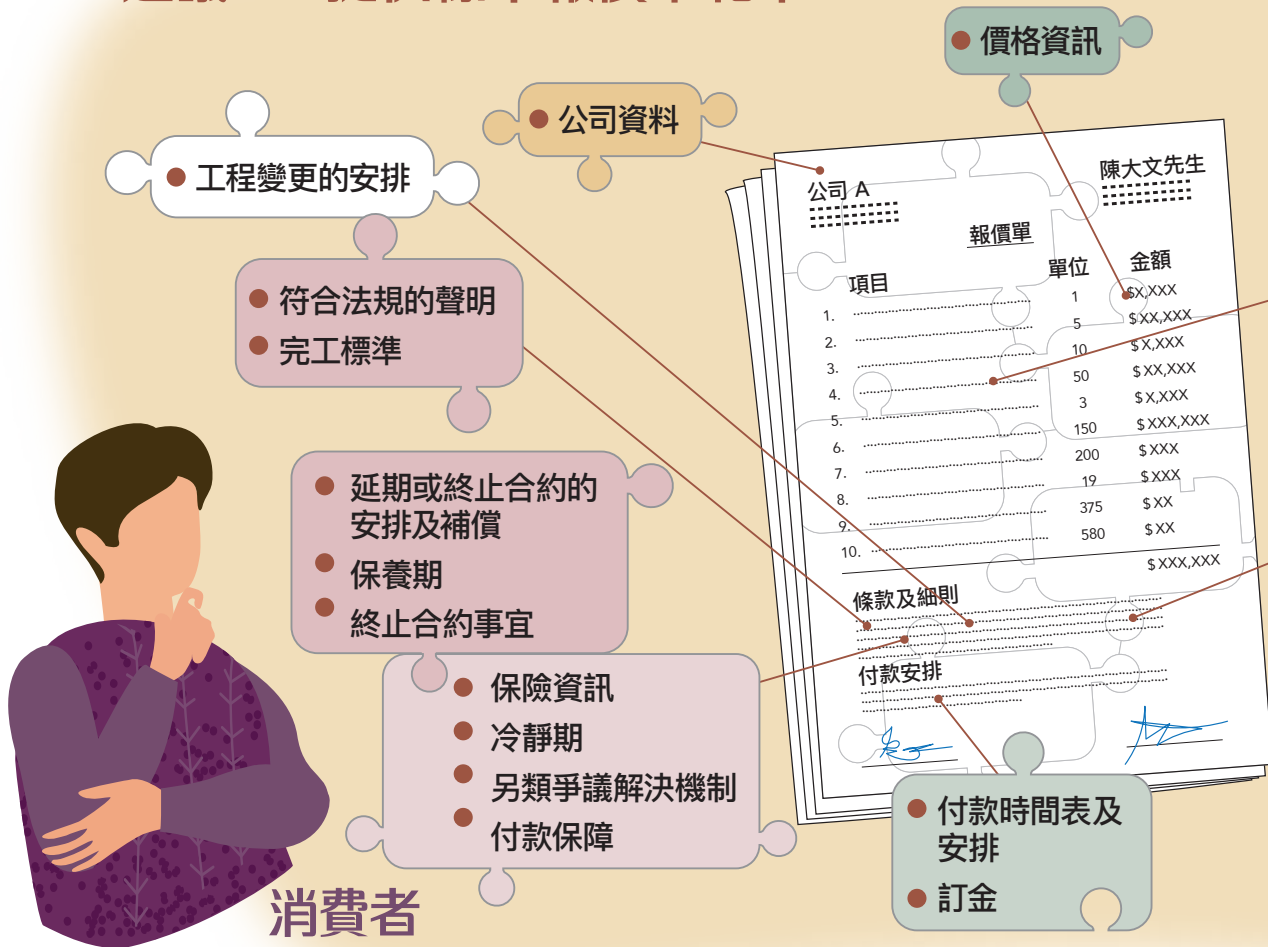 價格資訊
公司資料
工程變更的安排
符合法規的聲明
完工標準
延期或終止合約的
安排及補償
保養期
終止合約事宜
保險資訊
冷靜期
另類爭議解決機制
付款保障
消費者
公司 A
陳大文先生
報價單
項目 單位 金額
1. 1 $X,XXX
2. 5 $XX,XXX
3. 10 $X,XXX
4. 50 $XX,XXX
5. 3 $X,XXX
6. 150 $XXX,XXX
7. 200 $XXX
8. 19 $XXX
9. 375 $XX
10. 580 $XX
$XXX,XXX
條款及細則
付款安排
付款時間表及
安排
訂金